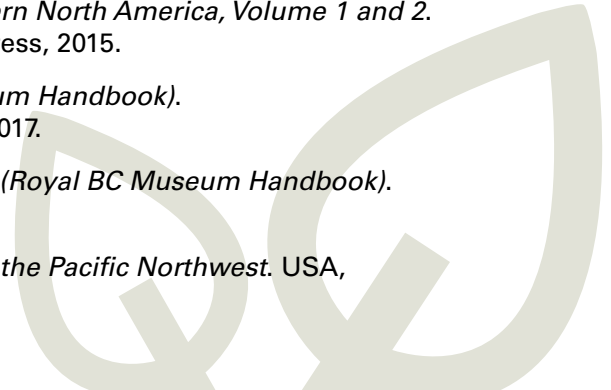 ern North America, Volume 1 and 2.
ess, 2015.
um Handbook).
017.
(Royal BC Museum Handbook).
the Pacific Northwest. USA,